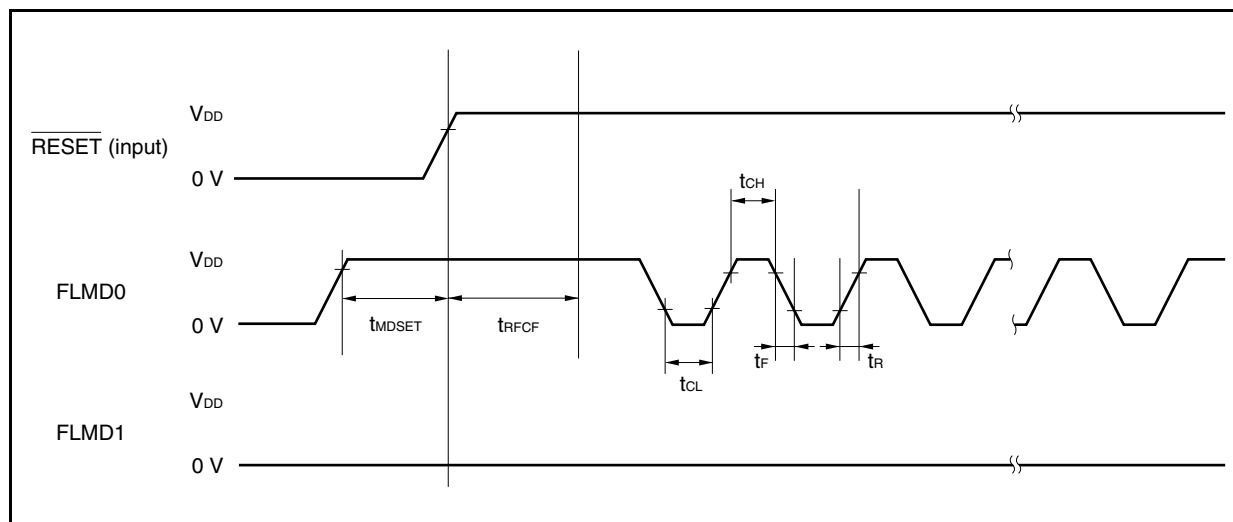 VDD
RESET (input)
0 V
tCH
VDD
FLMD0
tMDSET
tRFCF
0 V
tF
tR
tCL
VDD
FLMD1
0 V